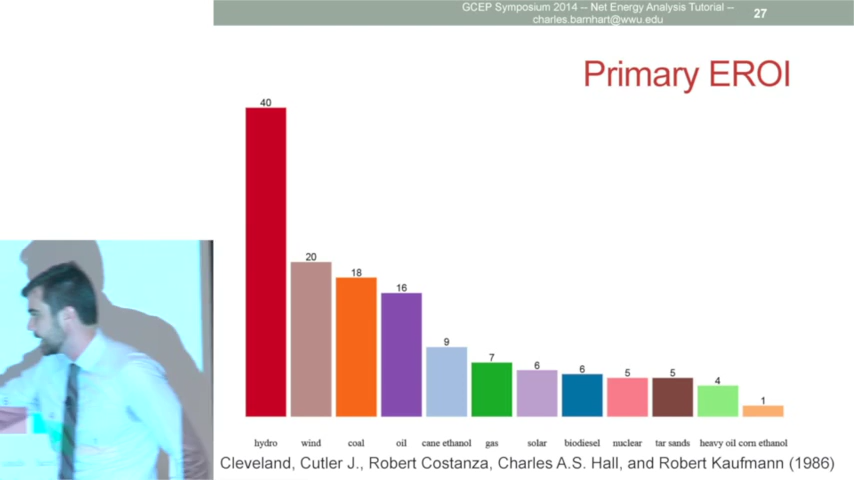 GCEP Symposium 2014 -- Net Energy Analysis Tutorial --
charles.barnhart@wwu.edu
27
Primary EROI
40
20
18
16
9
7
6
6
5
5
4
1
hydro wind coal oil cane ethanol gas solar biodiesel nuclear tar sands heavy oil corn ethanol
Cleveland, Cutler J., Robert Costanza, Charles A.S. Hall, and Robert Kaufmann (1986)